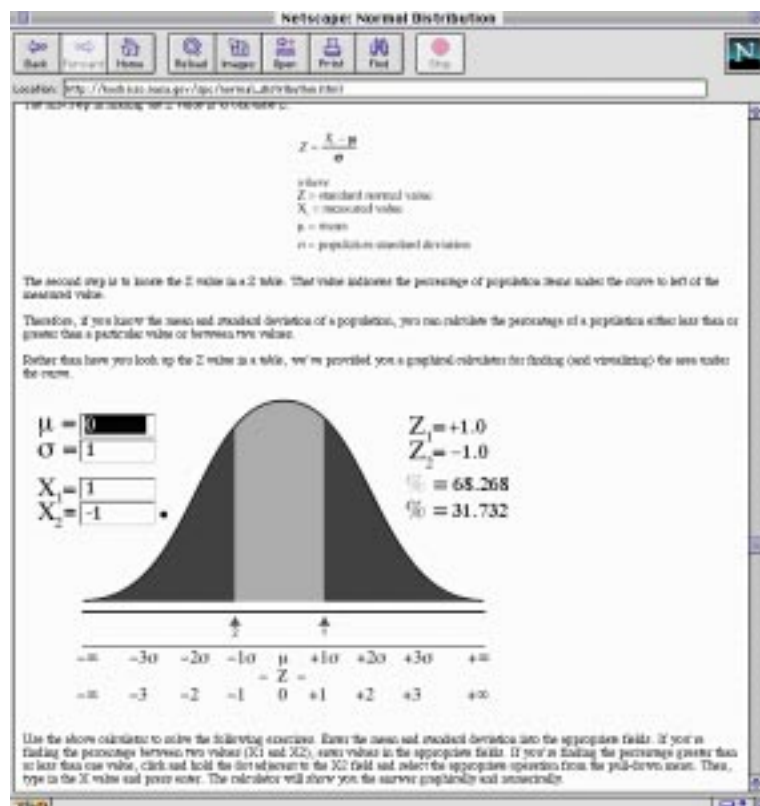 Netscape: Normal Distribution
Back Forward Home Reload Images Open Print Find Stop
N
Location:
Z = X - μ
σ
where
Z = standard normal value
X = measured value
μ = mean
σ = population standard deviation
The second step is to locate the Z value in a Z table. That value indicates the percentage of population items under the curve to left of the
measured value.
Therefore, if you know the mean and standard deviation of a population, you can calculate the percentage of a population either less than or
greater than a particular value or between two values.
Rather than have you look up the Z value in a table, we've provided you a graphical calculator for finding (and visualizing) the area under
the curve.
μ = 0
σ = 1
X1= 1
X2= -1
Z1=+1.0
Z2=-1.0
% = 68.268
% = 31.732
2 1
-∞ -3σ -2σ -1σ μ +1σ +2σ +3σ +∞
- Z -
-∞ -3 -2 -1 0 +1 +2 +3 +∞
Use the above calculator to solve the following exercises. Enter the mean and standard deviation into the appropriate fields. If you're
finding the percentage between two values (X1 and X2), enter values in the appropriate fields. If you're finding the percentage greater than
or less than one value, click and hold the dot adjacent to the X2 field and select the appropriate operation from the pull-down menu. Then,
type in the X value and press enter. The calculator will show you the answer graphically and numerically.